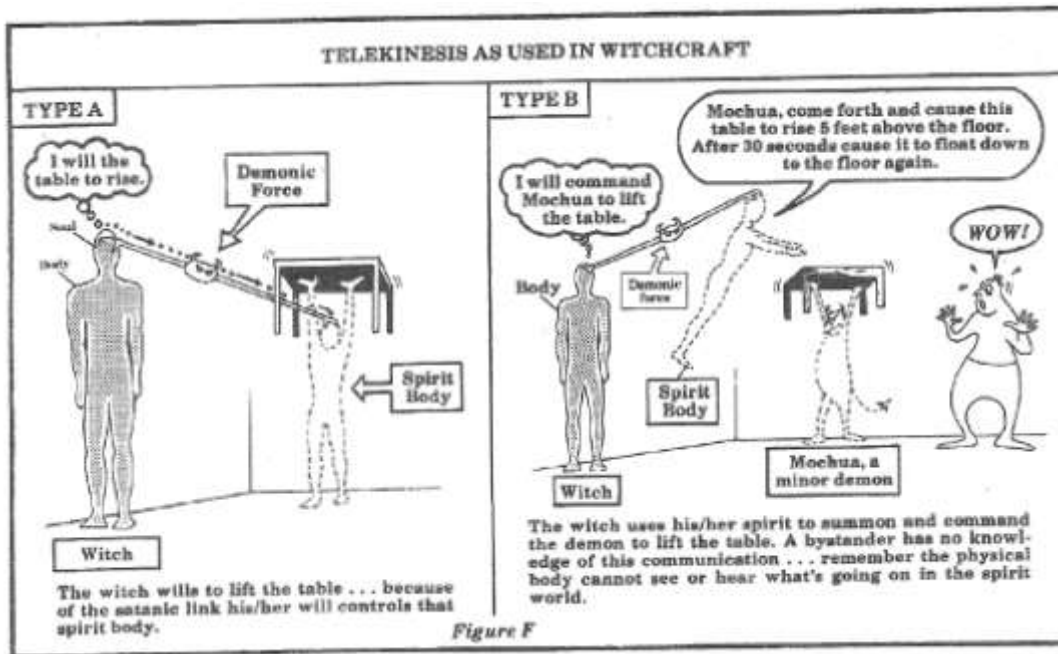 TELEKINESIS AS USED IN WITCHCRAFT
TYPE A
I will the
table to rise.
Demonic
Force
Soul
Body
Spirit
Body
Witch
The witch wills to lift the table . . . because
of the satanic link his/her will controls that
spirit body.
TYPE B
Mochua, come forth and cause this
table to rise 5 feet above the floor.
After 30 seconds cause it to float down
to the floor again.
I will command
Mochua to lift
the table.
WOW!
Body
Demonic
force
Spirit
Body
Witch
Mochua, a
minor demon
The witch uses his/her spirit to summon and command
the demon to lift the table. A bystander has no knowl-
edge of this communication . . . remember the physical
body cannot see or hear what's going on in the spirit
world.
Figure F